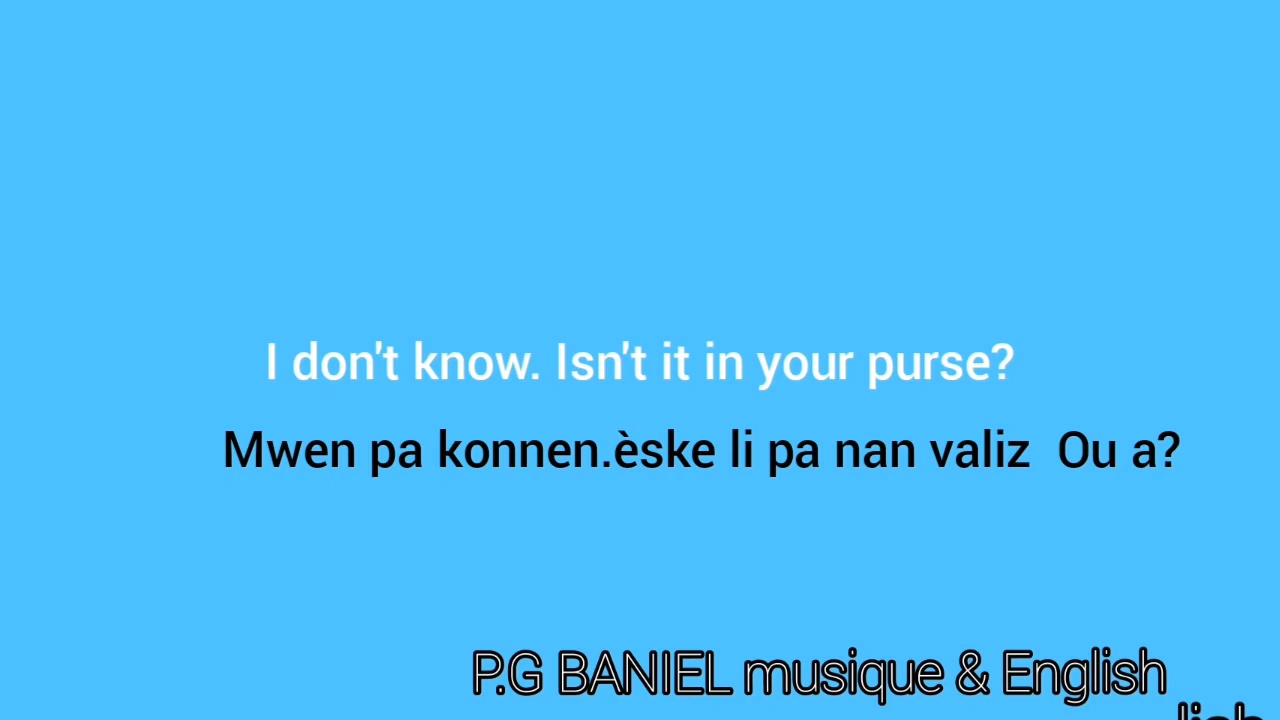 I don't know. Isn't it in your purse?
Mwen pa konnen.èske li pa nan valiz  Ou a?
P.G BANIEL musique & English